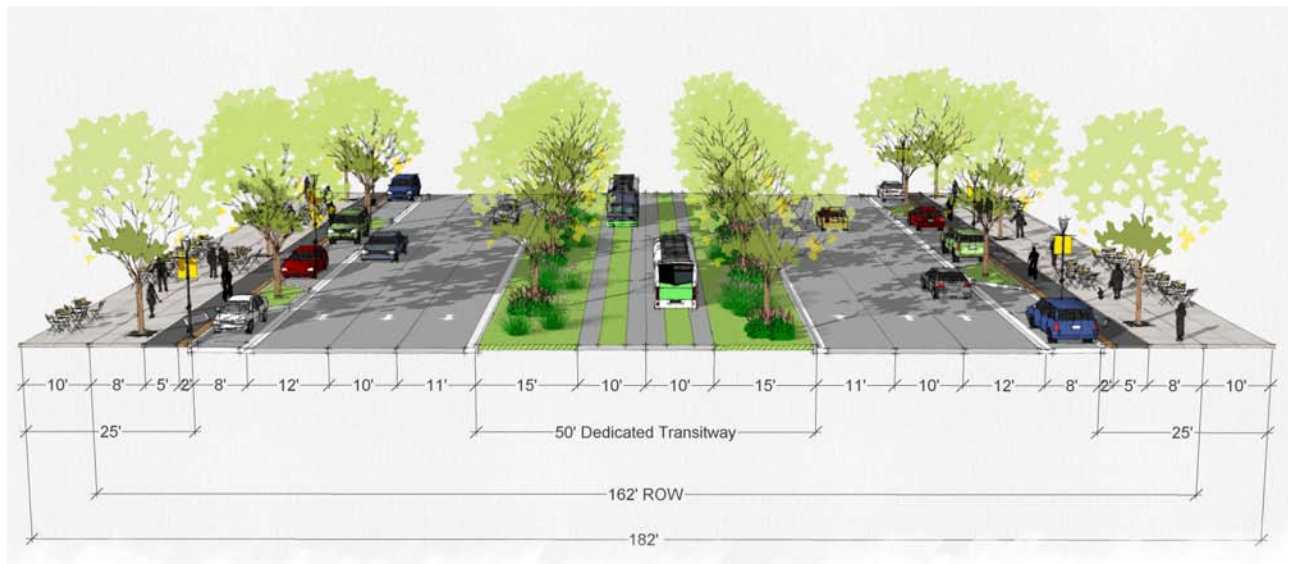 10' 8' 5' 2' 8' 12' 10' 11' 15' 10' 10' 15' 11' 10' 12' 8' 2' 5' 8' 10'
25' 50' Dedicated Transitway 25'
162' ROW
182'